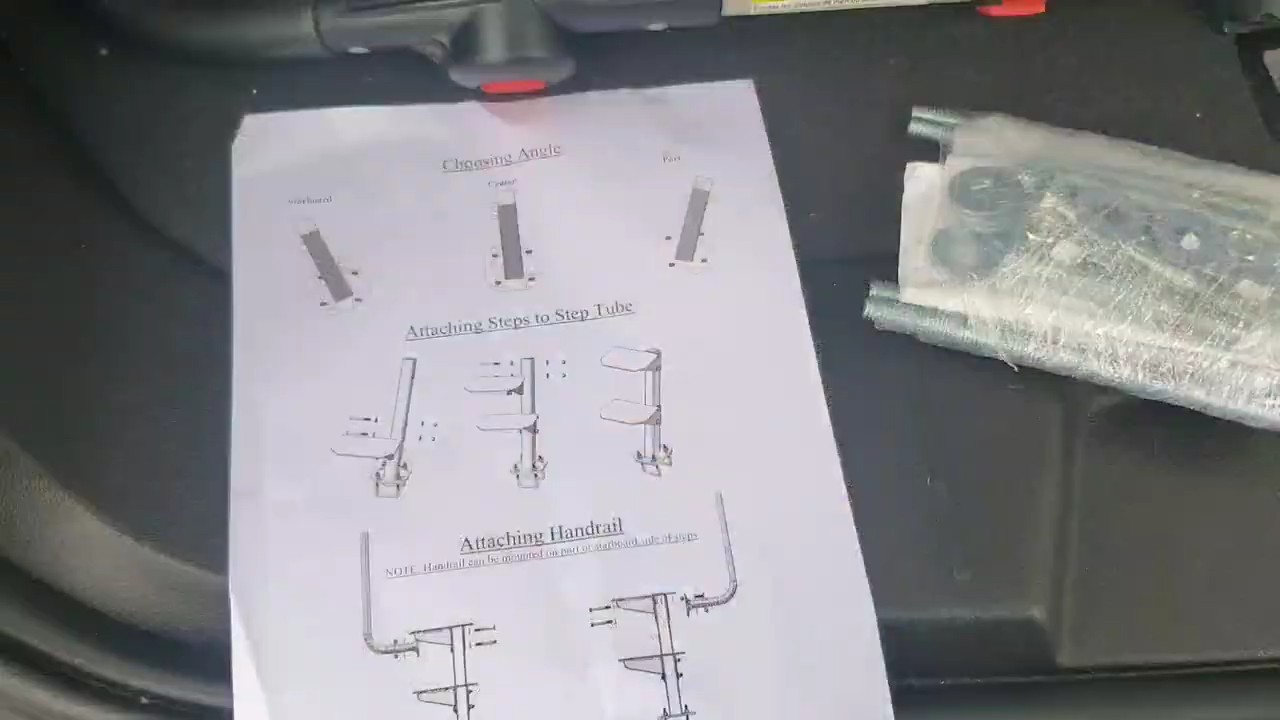 Choosing Angle
Starboard
Center
Port
Attaching Steps to Step Tube
Attaching Handrail
NOTE: Handrail can be mounted on port or starboard side of steps